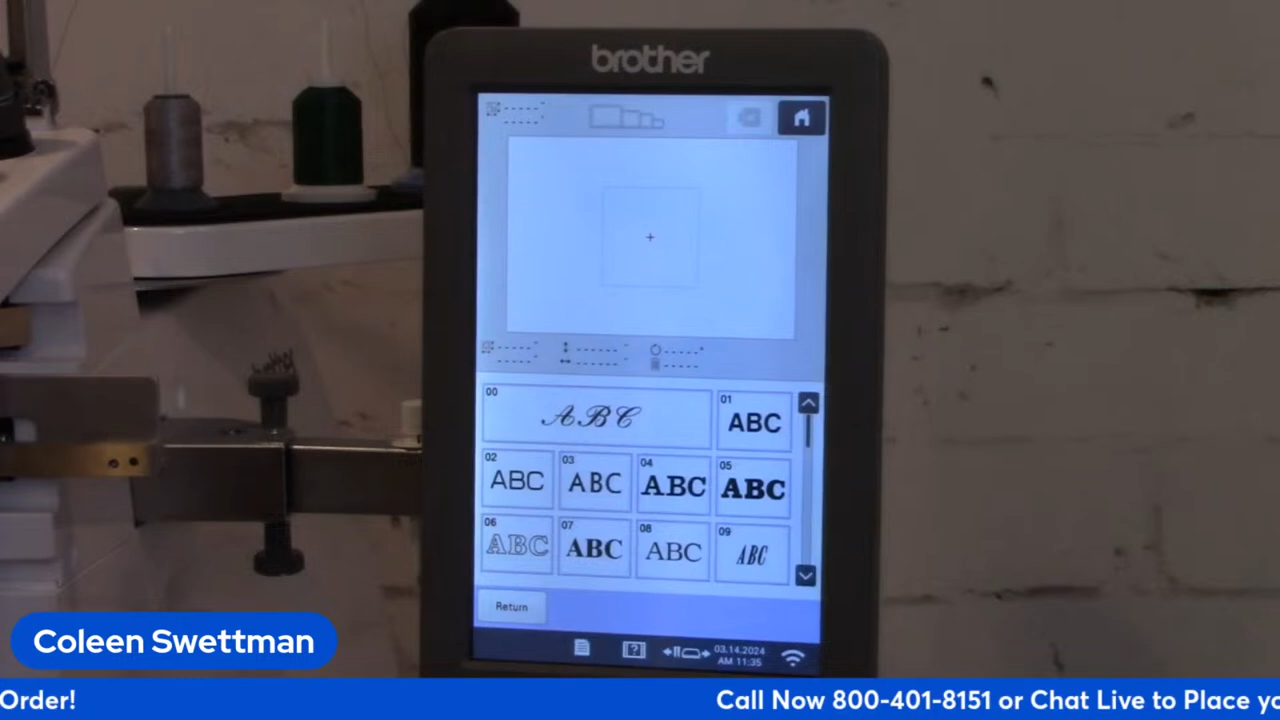 brother
00
ABC
01
ABC
02
ABC
03
ABC
04
ABC
05
ABC
06
ABC
07
ABC
08
ABC
09
ABC
Return
03.14.2024
AM 11:35
Coleen Swettman
Order! Call Now 800-401-8151 or Chat Live to Place yo